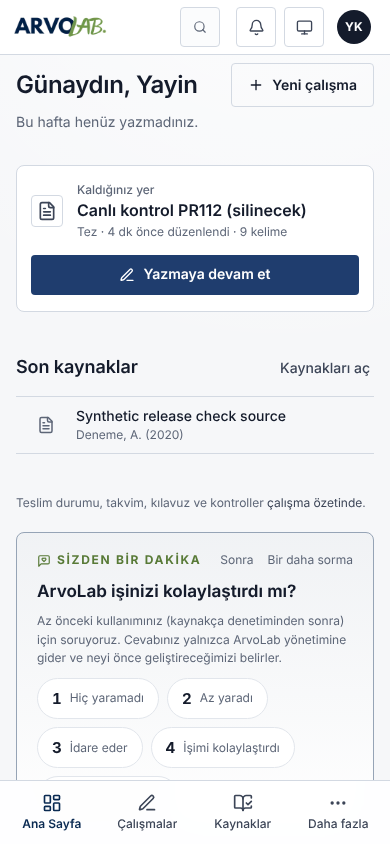 ARVOLAB.
YK
Günaydın, Yayin
Yeni çalışma
Bu hafta henüz yazmadınız.
Kaldığınız yer
Canlı kontrol PR112 (silinecek)
Tez · 4 dk önce düzenlendi · 9 kelime
Yazmaya devam et
Son kaynaklar
Kaynakları aç
Synthetic release check source
Deneme, A. (2020)
Teslim durumu, takvim, kılavuz ve kontroller çalışma özetinde.
SİZDEN BİR DAKİKA
Sonra
Bir daha sorma
ArvoLab işinizi kolaylaştırdı mı?
Az önceki kullanımınız (kaynakça denetiminden sonra)
için soruyoruz. Cevabınız yalnızca ArvoLab yönetimine
gider ve neyi önce geliştireceğimizi belirler.
1 Hiç yaramadı
2 Az yaradı
3 İdare eder
4 İşimi kolaylaştırdı
Ana Sayfa
Çalışmalar
Kaynaklar
Daha fazla